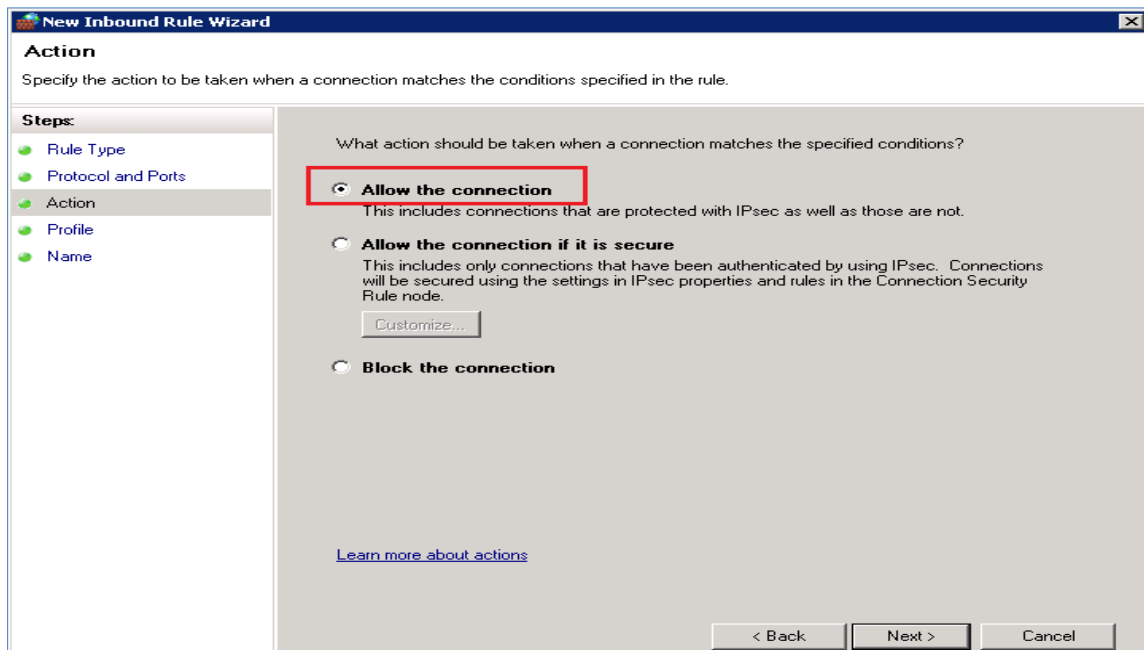 New Inbound Rule Wizard
Action
Specify the action to be taken when a connection matches the conditions specified in the rule.
Steps:
Rule Type
Protocol and Ports
Action
Profile
Name
What action should be taken when a connection matches the specified conditions?
Allow the connection
This includes connections that are protected with IPsec as well as those are not.
Allow the connection if it is secure
This includes only connections that have been authenticated by using IPsec. Connections
will be secured using the settings in IPsec properties and rules in the Connection Security
Rule node.
Customize...
Block the connection
Learn more about actions
< Back
Next >
Cancel